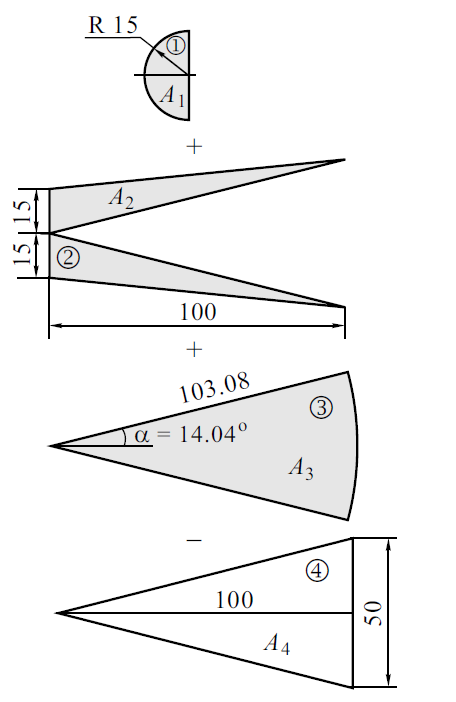 R 15
①
A1
+
15
A2
15
②
100
+
103.08
③
α = 14.04°
A3
−
④
100
50
A4